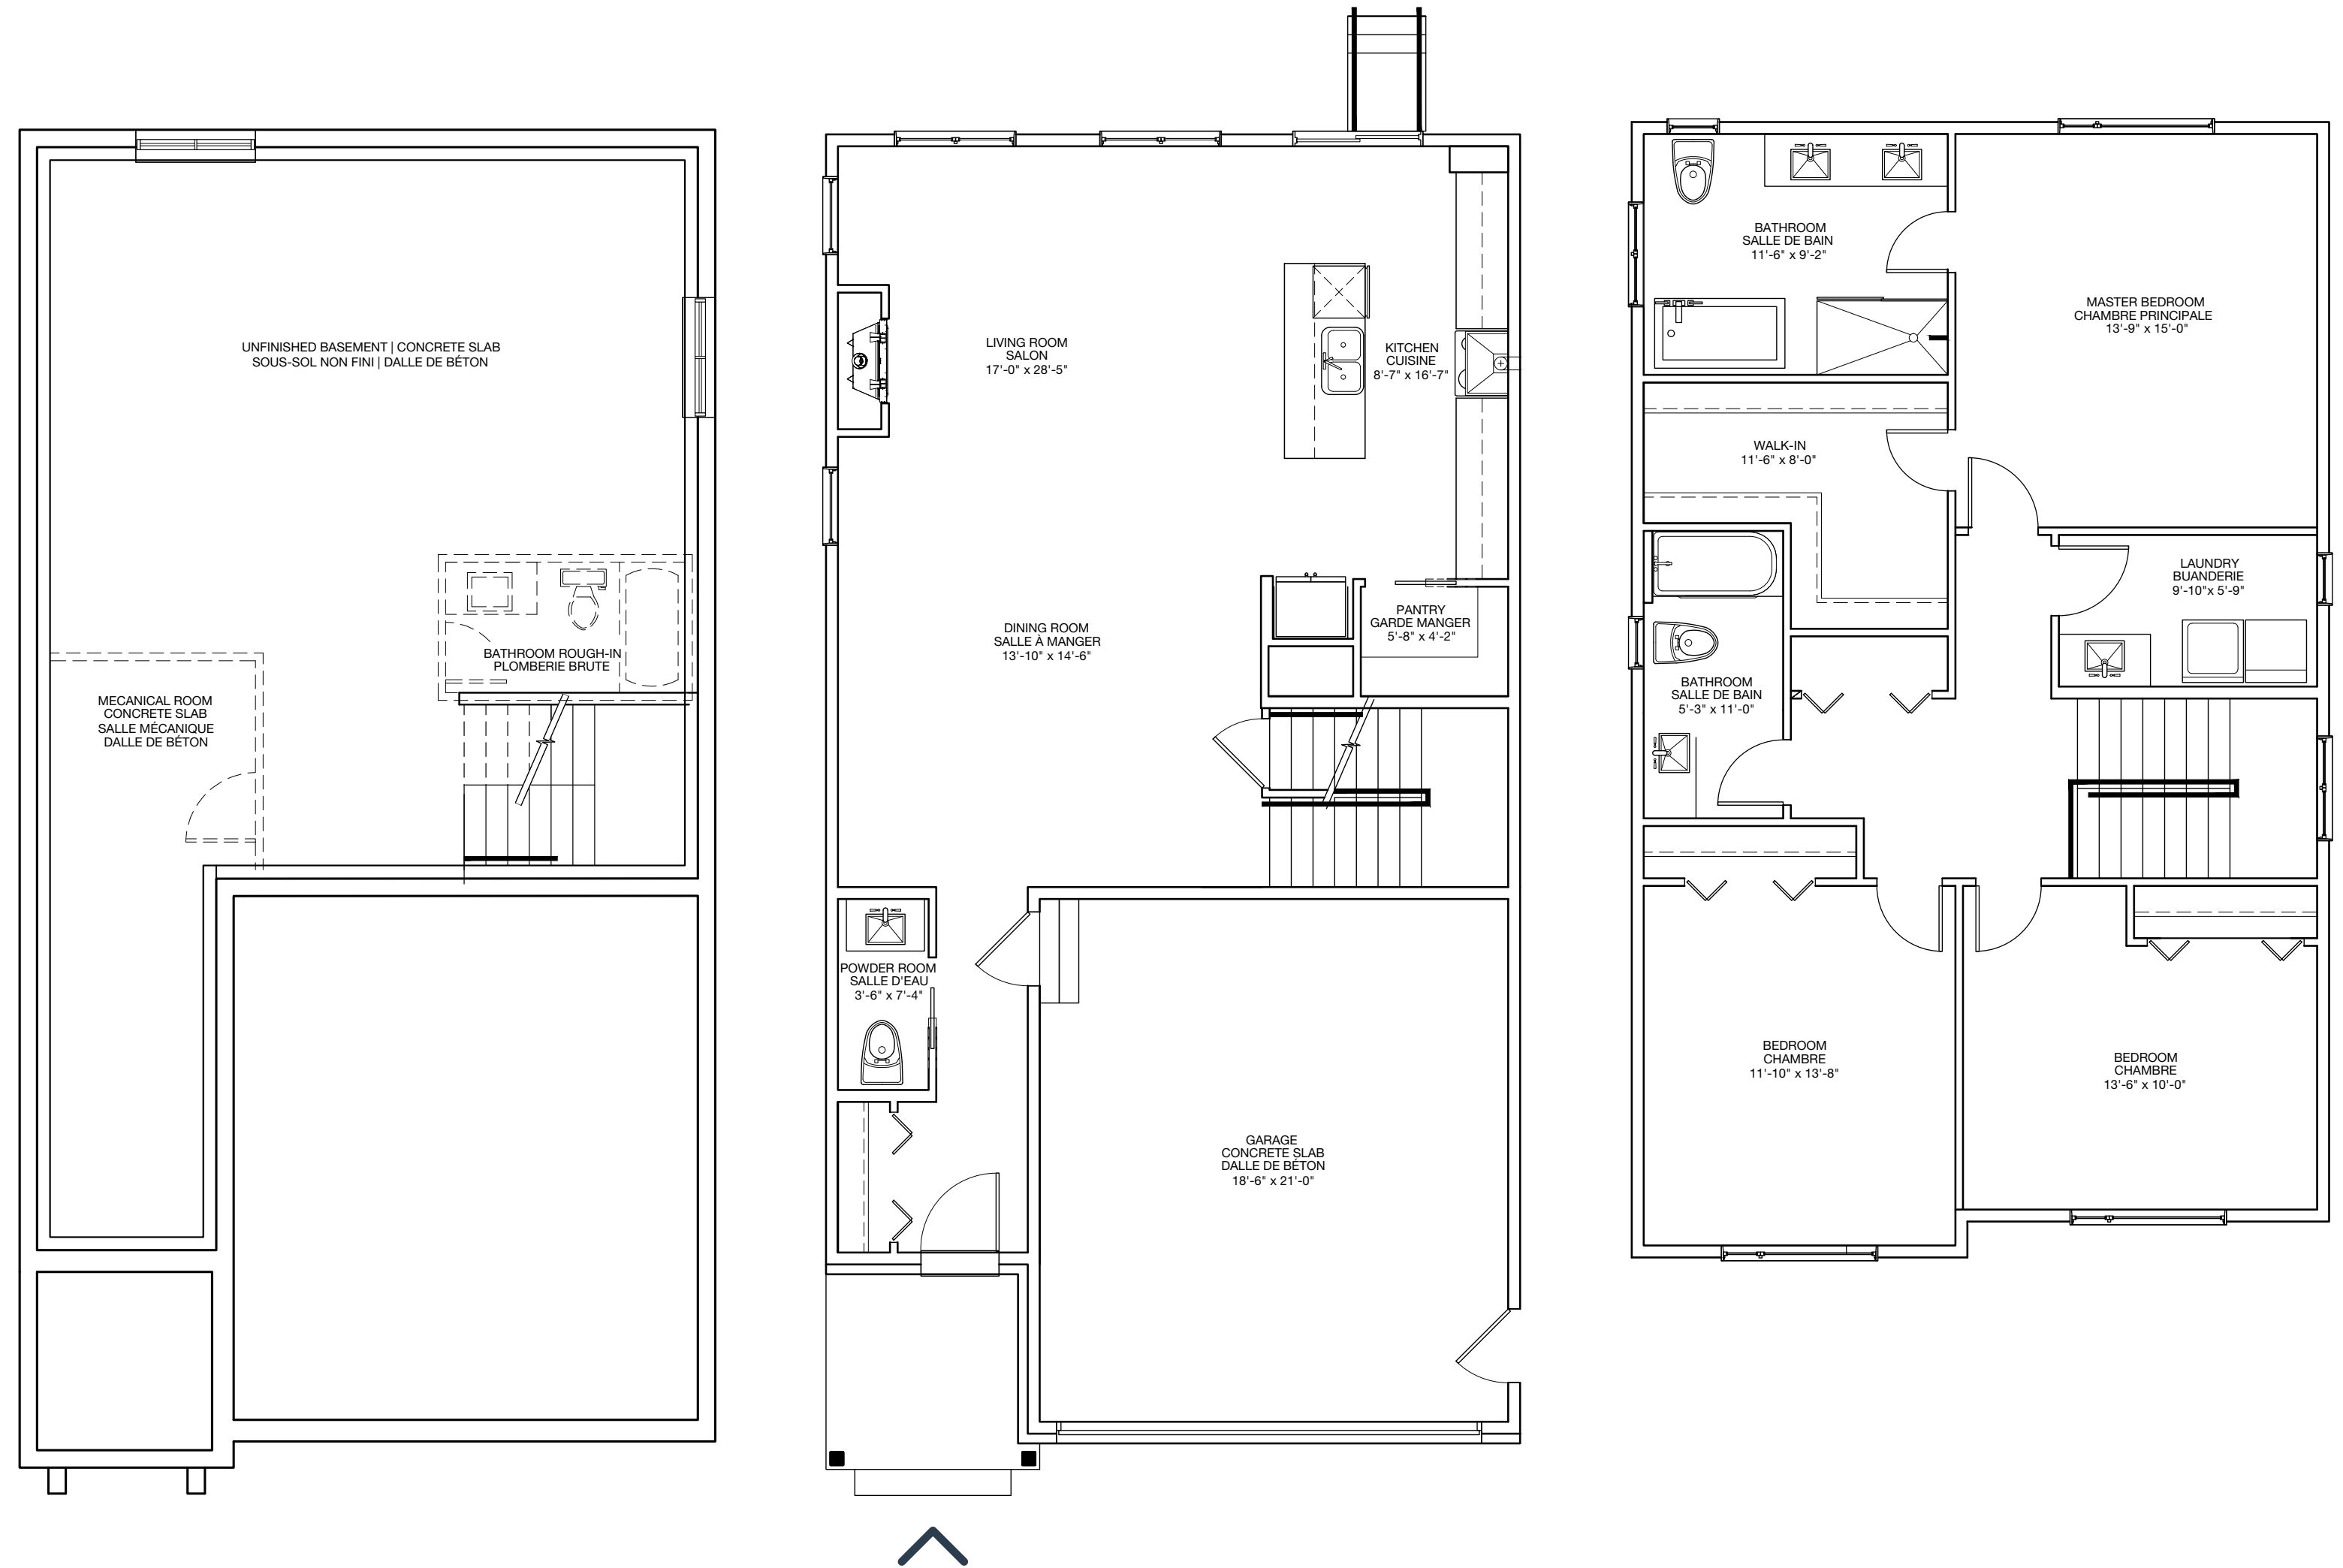 UNFINISHED BASEMENT | CONCRETE SLAB
SOUS-SOL NON FINI | DALLE DE BÉTON
BATHROOM ROUGH-IN
PLOMBERIE BRUTE
MECANICAL ROOM
CONCRETE SLAB
SALLE MÉCANIQUE
DALLE DE BÉTON
LIVING ROOM
SALON
17'-0" x 28'-5"
KITCHEN
CUISINE
8'-7" x 16'-7"
DINING ROOM
SALLE À MANGER
13'-10" x 14'-6"
PANTRY
GARDE MANGER
5'-8" x 4'-2"
POWDER ROOM
SALLE D'EAU
3'-6" x 7'-4"
GARAGE
CONCRETE SLAB
DALLE DE BÉTON
18'-6" x 21'-0"
BATHROOM
SALLE DE BAIN
11'-6" x 9'-2"
MASTER BEDROOM
CHAMBRE PRINCIPALE
13'-9" x 15'-0"
WALK-IN
11'-6" x 8'-0"
LAUNDRY
BUANDERIE
9'-10"x 5'-9"
BATHROOM
SALLE DE BAIN
5'-3" x 11'-0"
BEDROOM
CHAMBRE
11'-10" x 13'-8"
BEDROOM
CHAMBRE
13'-6" x 10'-0"